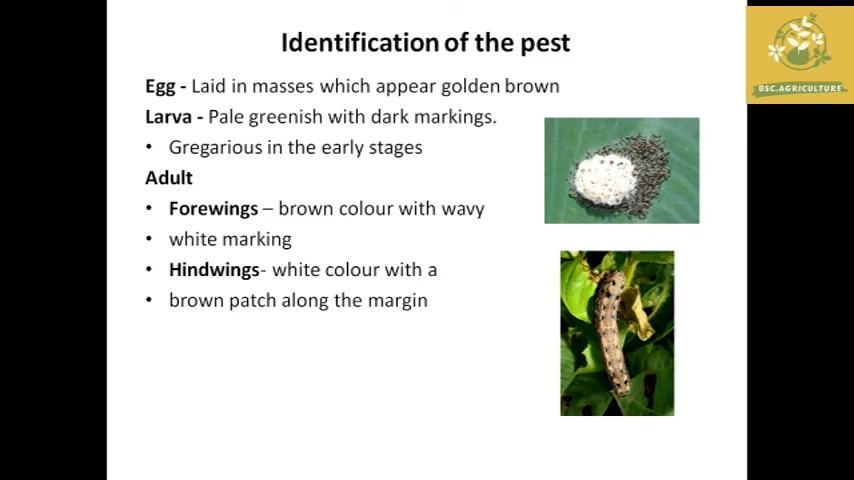 Identification of the pest
BSC.AGRICULTURE
Egg - Laid in masses which appear golden brown
Larva - Pale greenish with dark markings.
• Gregarious in the early stages
Adult
• Forewings – brown colour with wavy
• white marking
• Hindwings- white colour with a
• brown patch along the margin